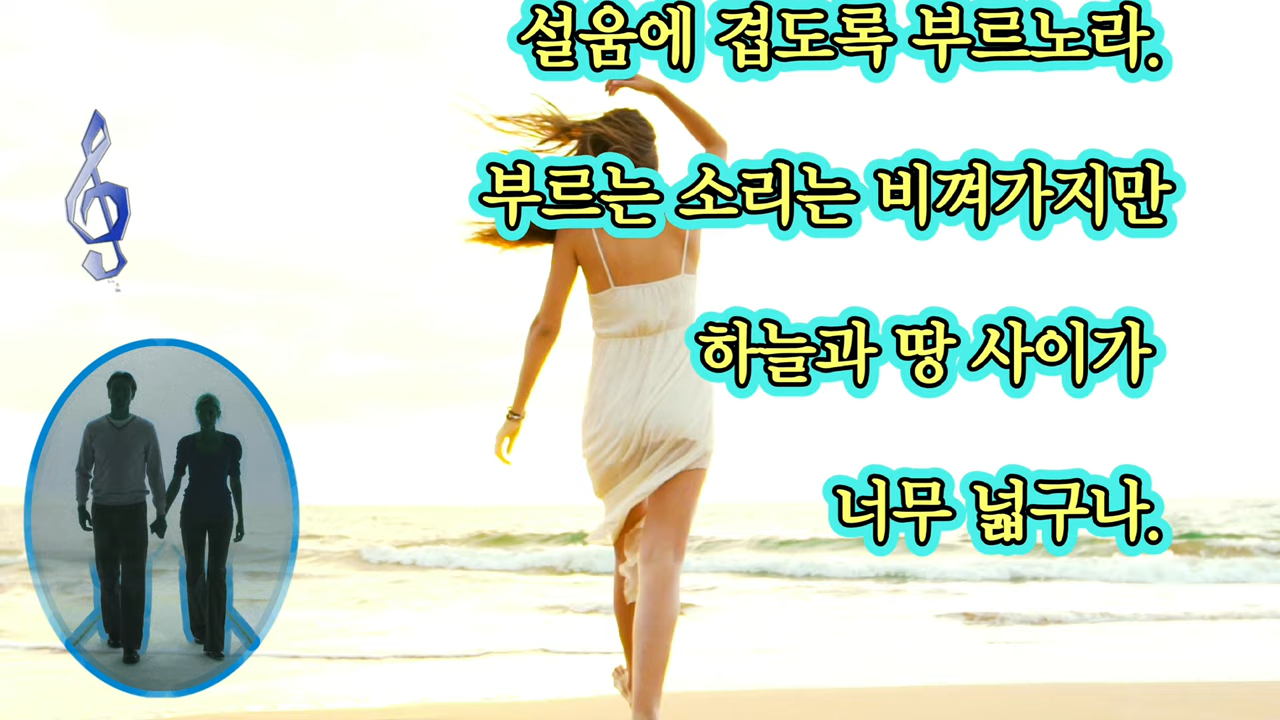 설움에 겹도록 부르노라.
부르는 소리는 비껴가지만
하늘과 땅 사이가
너무 넓구나.